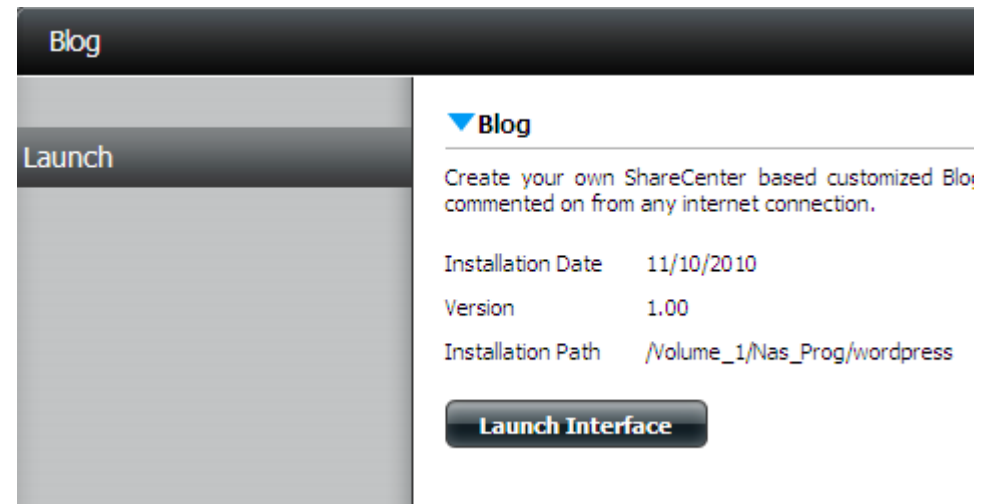 Blog
Launch
Blog
Create your own ShareCenter based customized
commented on from any internet connection.
Installation Date 11/10/2010
Version 1.00
Installation Path /Volume_1/Nas_Prog/wordpress
Launch Interface